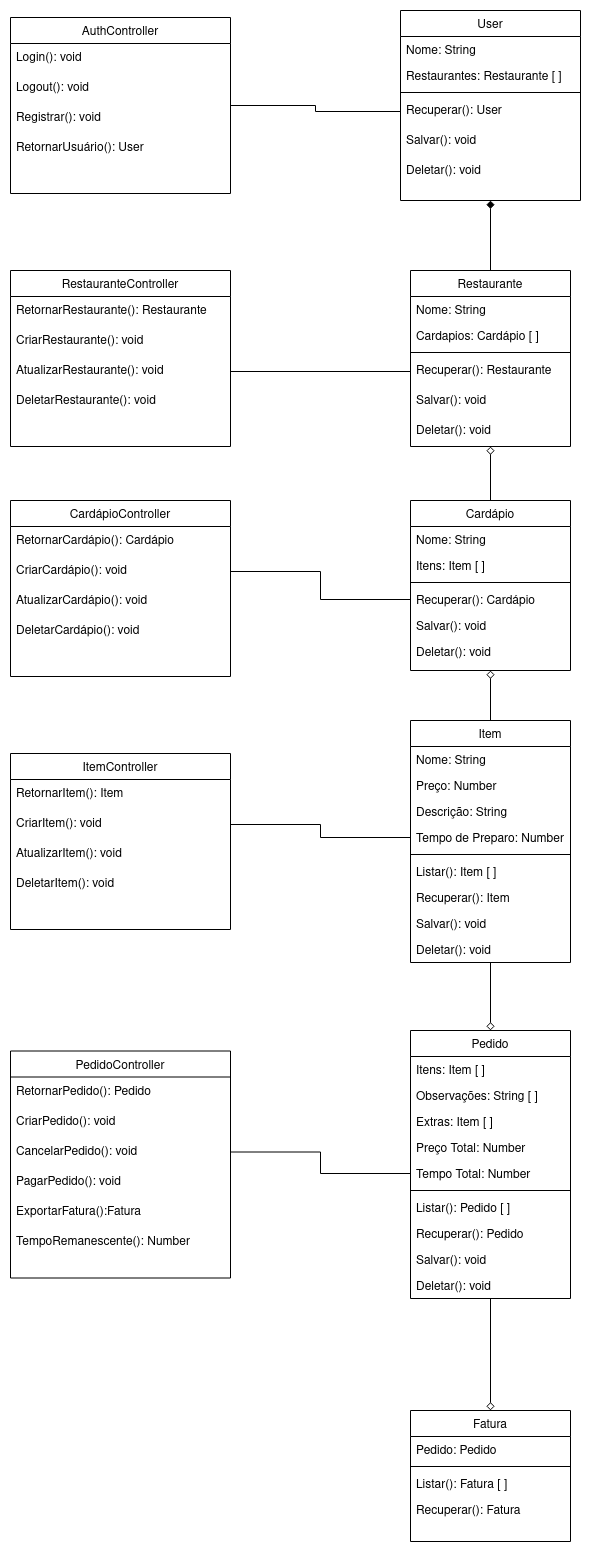 AuthController
Login(): void
Logout(): void
Registrar(): void
RetornarUsuário(): User
User
Nome: String
Restaurantes: Restaurante [ ]
Recuperar(): User
Salvar(): void
Deletar(): void
RestauranteController
RetornarRestaurante(): Restaurante
CriarRestaurante(): void
AtualizarRestaurante(): void
DeletarRestaurante(): void
Restaurante
Nome: String
Cardapios: Cardápio [ ]
Recuperar(): Restaurante
Salvar(): void
Deletar(): void
CardápioController
RetornarCardápio(): Cardápio
CriarCardápio(): void
AtualizarCardápio(): void
DeletarCardápio(): void
Cardápio
Nome: String
Itens: Item [ ]
Recuperar(): Cardápio
Salvar(): void
Deletar(): void
ItemController
RetornarItem(): Item
CriarItem(): void
AtualizarItem(): void
DeletarItem(): void
Item
Nome: String
Preço: Number
Descrição: String
Tempo de Preparo: Number
Listar(): Item [ ]
Recuperar(): Item
Salvar(): void
Deletar(): void
PedidoController
RetornarPedido(): Pedido
CriarPedido(): void
CancelarPedido(): void
PagarPedido(): void
ExportarFatura():Fatura
TempoRemanescente(): Number
Pedido
Itens: Item [ ]
Observações: String [ ]
Extras: Item [ ]
Preço Total: Number
Tempo Total: Number
Listar(): Pedido [ ]
Recuperar(): Pedido
Salvar(): void
Deletar(): void
Fatura
Pedido: Pedido
Listar(): Fatura [ ]
Recuperar(): Fatura